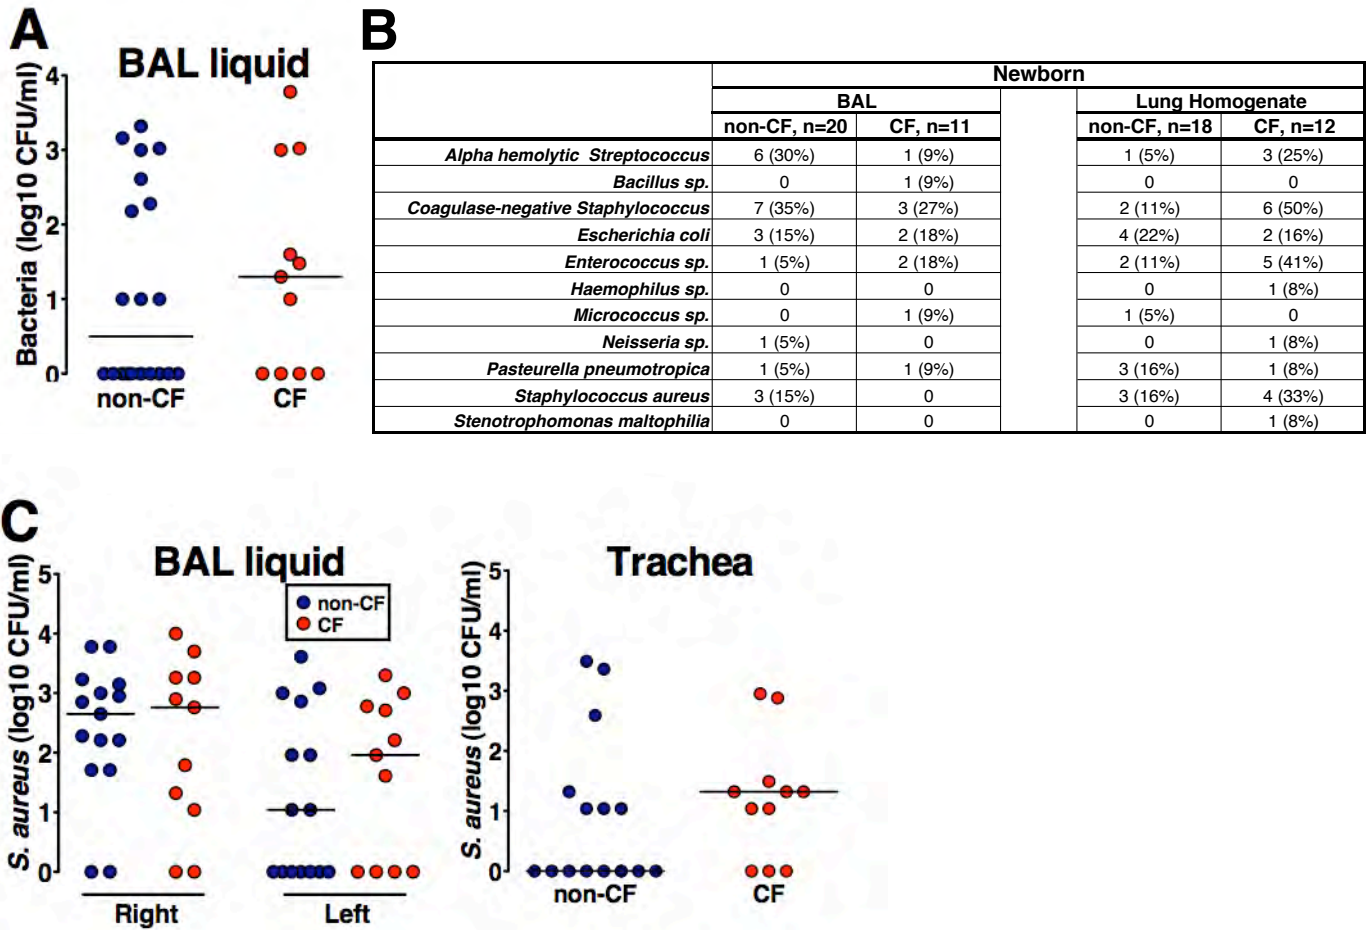 A
BAL liquid
Bacteria (log10 CFU/ml)
4
3
2
1
0
non-CF CF
B
Newborn
BAL Lung Homogenate
non-CF, n=20 CF, n=11 non-CF, n=18 CF, n=12
Alpha hemolytic Streptococcus 6 (30%) 1 (9%) 1 (5%) 3 (25%)
Bacillus sp. 0 1 (9%) 0 0
Coagulase-negative Staphylococcus 7 (35%) 3 (27%) 2 (11%) 6 (50%)
Escherichia coli 3 (15%) 2 (18%) 4 (22%) 2 (16%)
Enterococcus sp. 1 (5%) 2 (18%) 2 (11%) 5 (41%)
Haemophilus sp. 0 0 0 1 (8%)
Micrococcus sp. 0 1 (9%) 1 (5%) 0
Neisseria sp. 1 (5%) 0 0 1 (8%)
Pasteurella pneumotropica 1 (5%) 1 (9%) 3 (16%) 1 (8%)
Staphylococcus aureus 3 (15%) 0 3 (16%) 4 (33%)
Stenotrophomonas maltophilia 0 0 0 1 (8%)
C
BAL liquid
S. aureus (log10 CFU/ml)
5
4
3
2
1
0
non-CF
CF
Right Left
Trachea
S. aureus (log10 CFU/ml)
5
4
3
2
1
0
non-CF CF